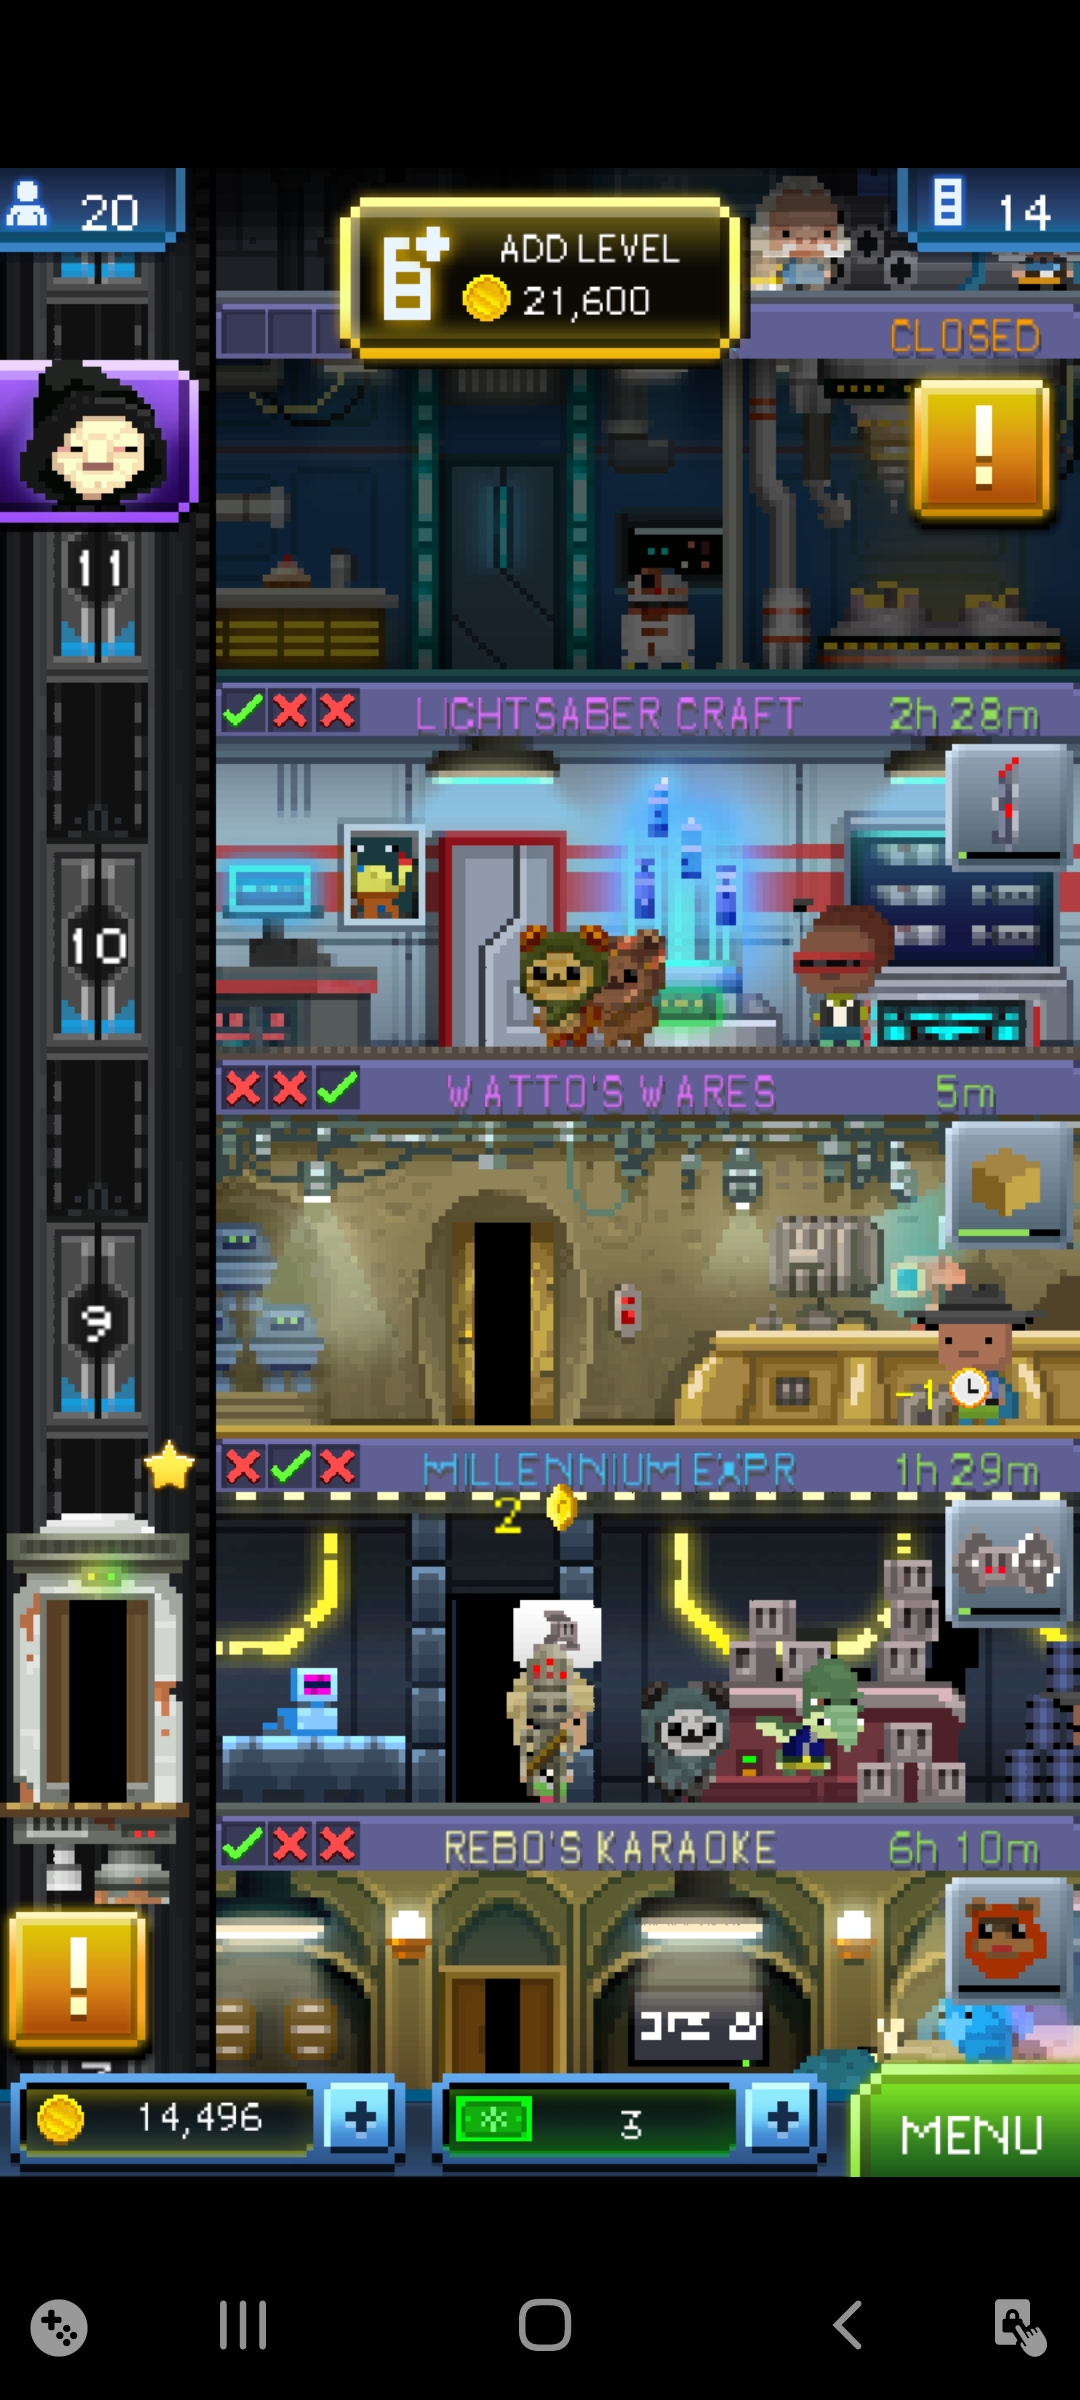 20
ADD LEVEL
21,600
14
CLOSED
!
11
LIGHTSABER CRAFT
2h 28m
10
WATTO'S WARES
5m
9
-1
MILLENNIUM EXPR
1h 29m
2
REBO'S KARAOKE
6h 10m
!
14,496
3
MENU